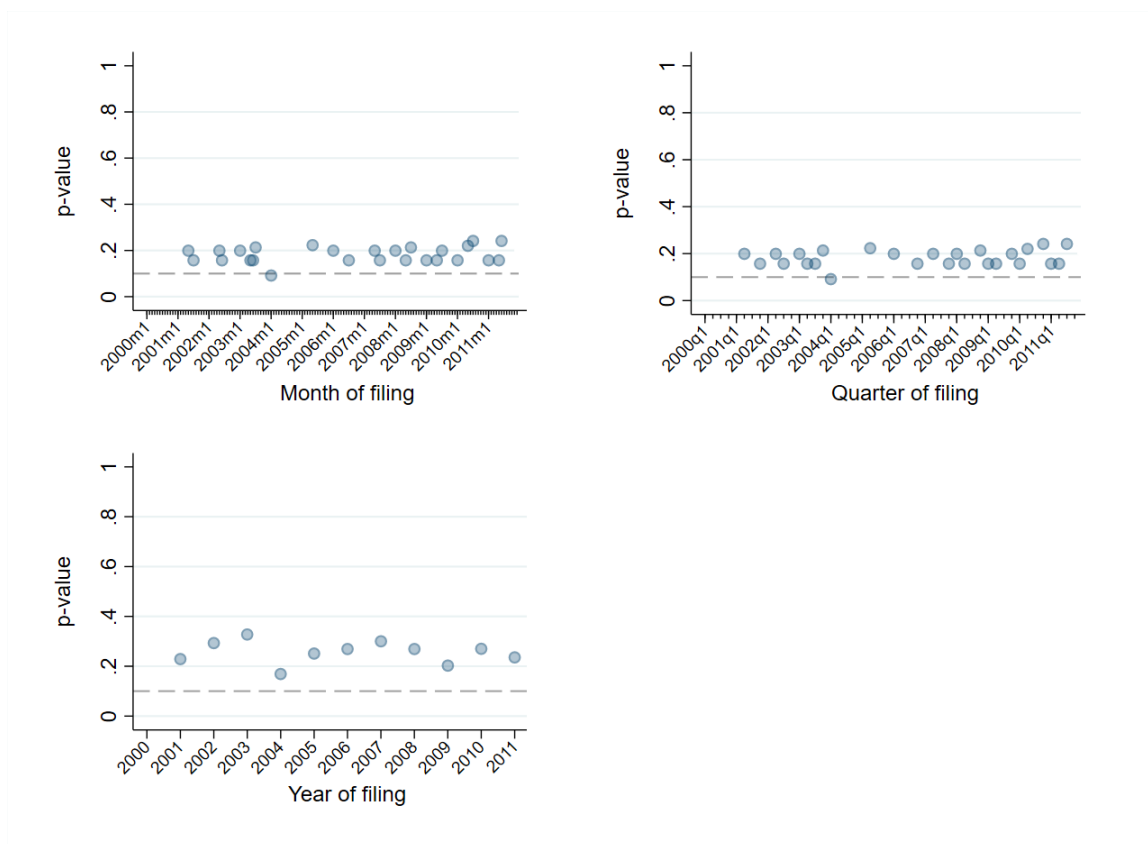 p-value
1
.8
.6
.4
.2
0
2000m1
2001m1
2002m1
2003m1
2004m1
2005m1
2006m1
2007m1
2008m1
2009m1
2010m1
2011m1
Month of filing
p-value
1
.8
.6
.4
.2
0
2000q1
2001q1
2002q1
2003q1
2004q1
2005q1
2006q1
2007q1
2008q1
2009q1
2010q1
2011q1
Quarter of filing
p-value
1
.8
.6
.4
.2
0
2000
2001
2002
2003
2004
2005
2006
2007
2008
2009
2010
2011
Year of filing